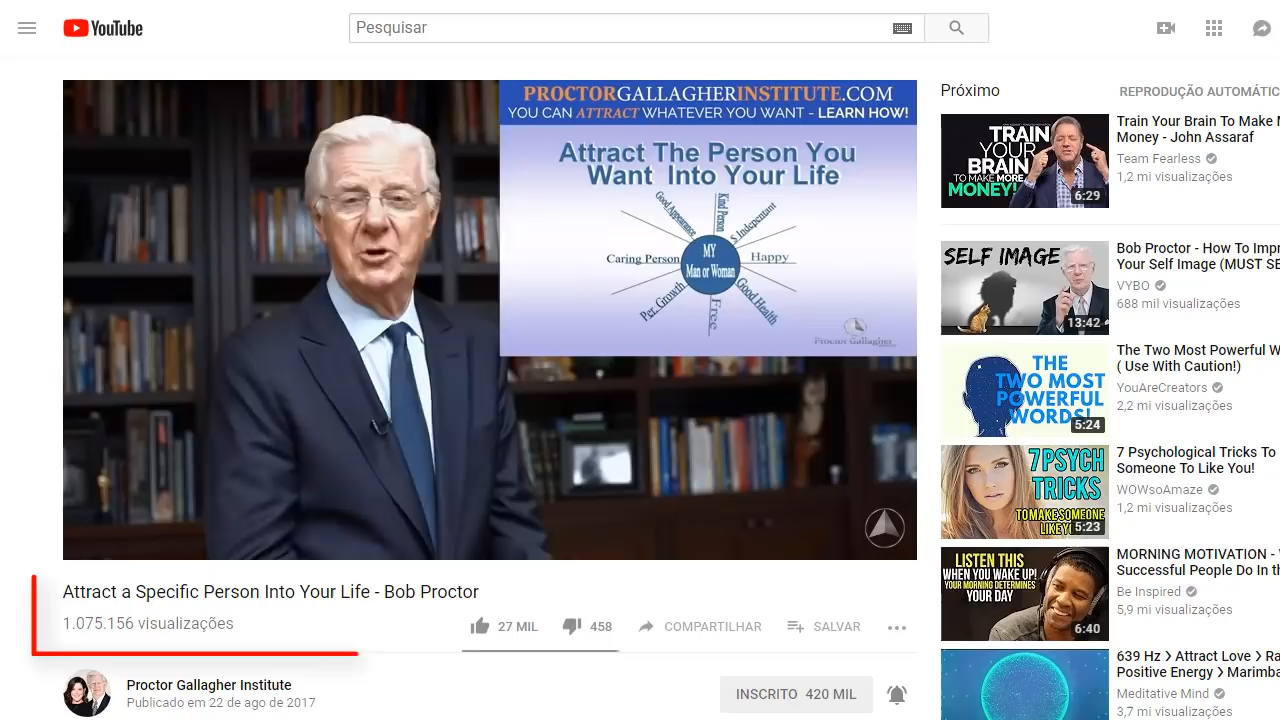 YouTube
Pesquisar
PROCTORGALLAGHERINSTITUTE.COM
YOU CAN ATTRACT WHATEVER YOU WANT - LEARN HOW!
Attract The Person You
Want Into Your Life
Good Appearance
Kind Person
S.Indepentant
Caring Person
MY
Man or Woman
Happy
Per. Growth
Free
Good Health
Proctor Gallagher
Attract a Specific Person Into Your Life - Bob Proctor
1.075.156 visualizações
27 MIL
458
COMPARTILHAR
SALVAR
Proctor Gallagher Institute
Publicado em 22 de ago de 2017
INSCRITO 420 MIL
Próximo
REPRODUÇÃO AUTOMÁTIC
TRAIN
YOUR
BRAIN
TO MAKE MORE
MONEY!
6:29
Train Your Brain To Make M
Money - John Assaraf
Team Fearless
1,2 mi visualizações
SELF IMAGE
13:42
Bob Proctor - How To Impr
Your Self Image (MUST SE
VYBO
688 mil visualizações
THE
TWO MOST
POWERFUL
WORDS!
5:24
The Two Most Powerful W
( Use With Caution!)
YouAreCreators
2,2 mi visualizações
7 PSYCH
TRICKS
TO MAKE SOMEONE
LIKE
5:23
7 Psychological Tricks To
Someone To Like You!
WOWsoAmaze
1,2 mi visualizações
LISTEN THIS
WHEN YOU WAKE UP!
YOUR MORNING DETERMINES
YOUR DAY
6:40
MORNING MOTIVATION -
Successful People Do In th
Be Inspired
5,9 mi visualizações
639 Hz > Attract Love > Ra
Positive Energy > Marimba
Meditative Mind
3,7 mi visualizações